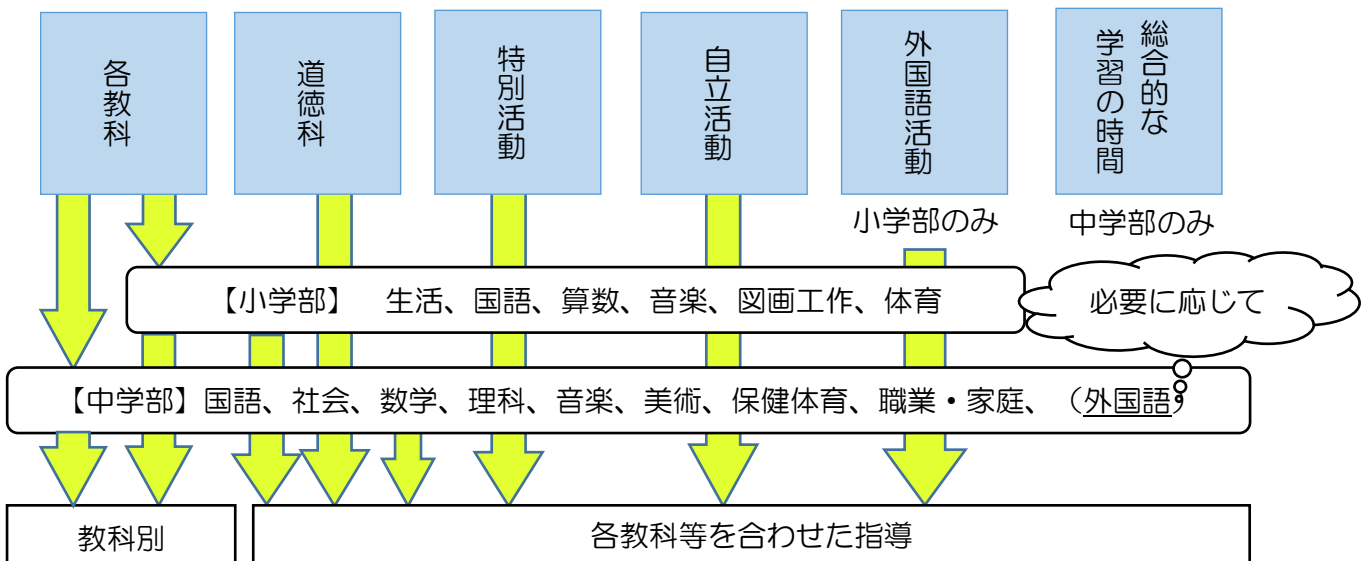 各教科
道徳科
特別活動
自立活動
外国語活動
総合的な
学習の時間
小学部のみ
中学部のみ
【小学部】　生活、国語、算数、音楽、図画工作、体育
必要に応じて
【中学部】国語、社会、数学、理科、音楽、美術、保健体育、職業・家庭、（外国語）
教科別
各教科等を合わせた指導